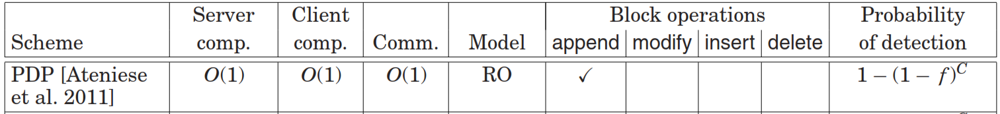 Server Client Block operations Probability
Scheme comp. comp. Comm. Model append modify insert delete of detection
PDP [Ateniese O(1) O(1) O(1) RO ✓ 1 – (1 – f)^C
et al. 2011]